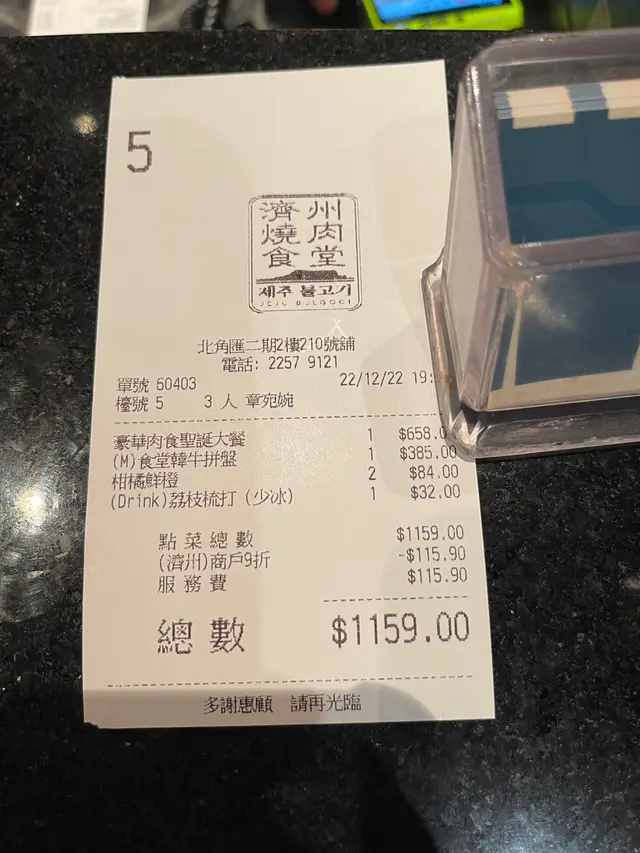 5
濟州
燒肉
食堂
제주 불고기
JEJU BULGOGI
北角匯二期2樓210號舖
電話: 2257 9121
單號 60403 22/12/22 19:
檯號 5 3 人 章宛婉
豪華肉食聖誕大餐 1 $658.0
(M)食堂韓牛拼盤 1 $385.00
柑橘鮮橙 2 $84.00
(Drink)荔枝梳打 (少冰) 1 $32.00
點菜總數 $1159.00
(濟州)商戶9折 -$115.90
服務費 $115.90
總數 $1159.00
多謝惠顧 請再光臨